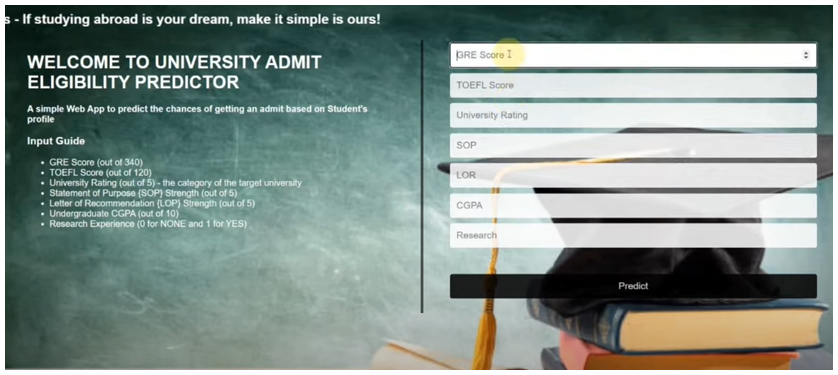 s - If studying abroad is your dream, make it simple is ours!
WELCOME TO UNIVERSITY ADMIT
ELIGIBILITY PREDICTOR
A simple Web App to predict the chances of getting an admit based on Student's
profile
Input Guide
• GRE Score (out of 340)
• TOEFL Score (out of 120)
• University Rating (out of 5) - the category of the target university
• Statement of Purpose {SOP} Strength (out of 5)
• Letter of Recommendation {LOP} Strength (out of 5)
• Undergraduate CGPA (out of 10)
• Research Experience (0 for NONE and 1 for YES)
GRE Score
TOEFL Score
University Rating
SOP
LOR
CGPA
Research
Predict